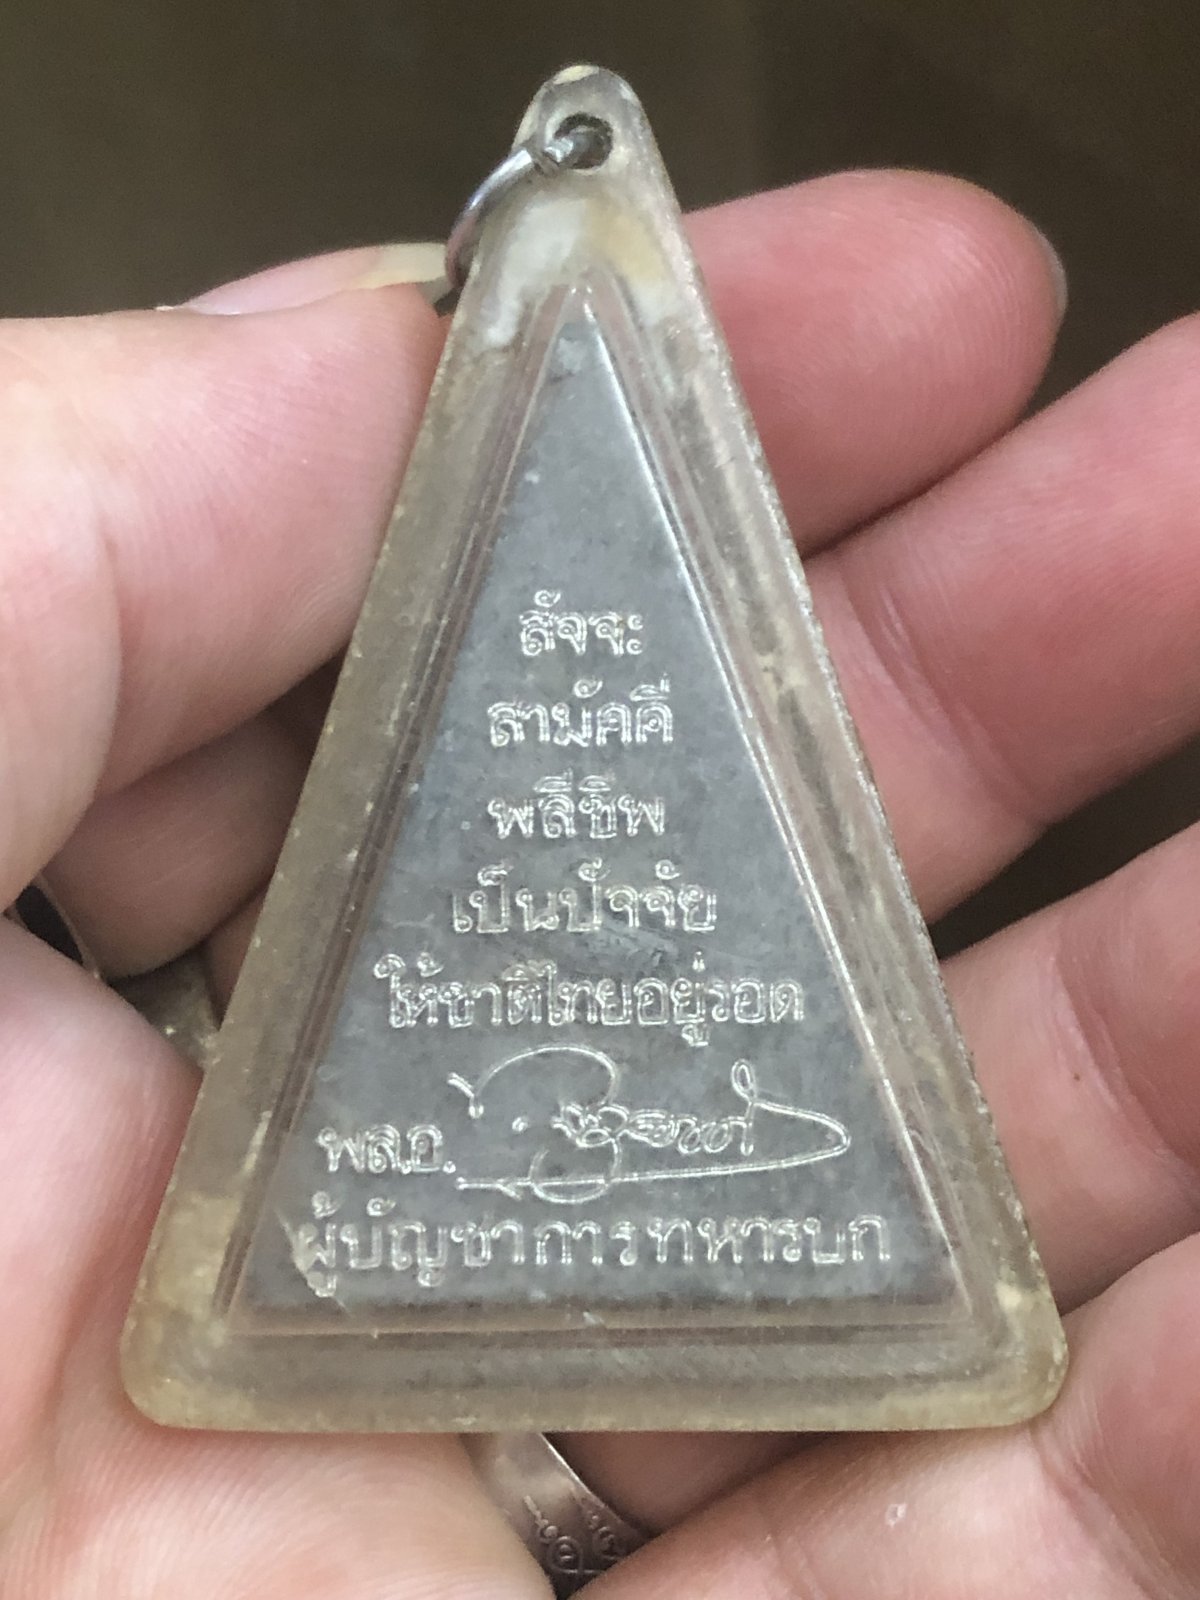 สัจจะ
สามัคคี
พลีชีพ
เป็นปัจจัย
ให้ชาติไทยอยู่รอด
พล.อ.
ผู้บัญชาการทหารบก